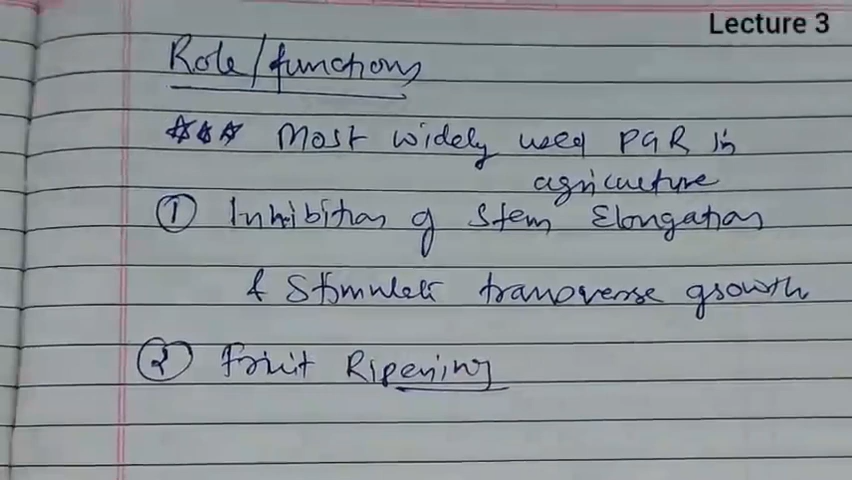 Lecture 3
Role/functions
*** Most widely used PGR in
agriculture
① Inhibition of Stem Elongation
& Stimulate transverse growth
② Fruit Ripening